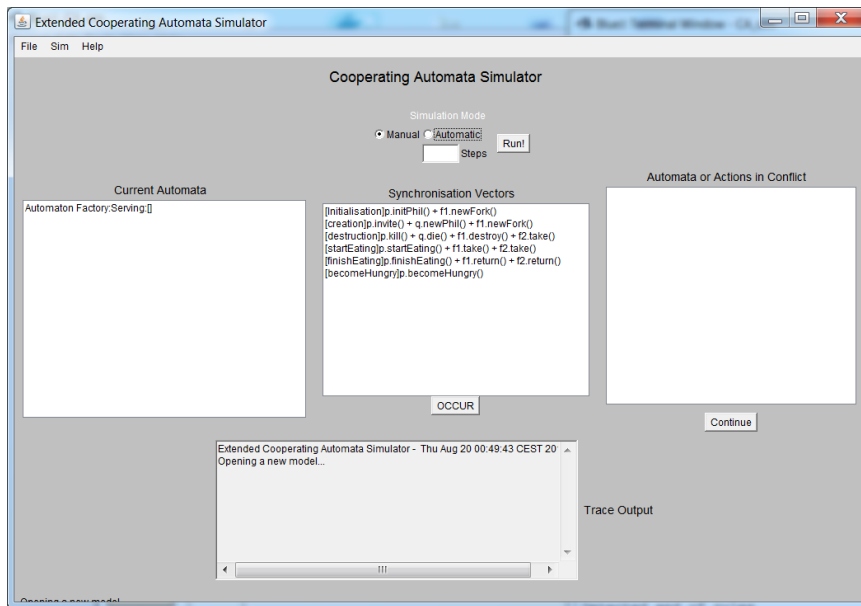 Extended Cooperating Automata Simulator
File Sim Help
Cooperating Automata Simulator
Simulation Mode
Manual Automatic
Steps
Run!
Current Automata
Automaton Factory:Serving:[]
Synchronisation Vectors
[Initialisation]p.initPhil() + f1.newFork()
[creation]p.invite() + q.newPhil() + f1.newFork()
[destruction]p.kill() + q.die() + f1.destroy() + f2.take()
[startEating]p.startEating() + f1.take() + f2.take()
[finishEating]p.finishEating() + f1.return() + f2.return()
[becomeHungry]p.becomeHungry()
OCCUR
Automata or Actions in Conflict
Continue
Extended Cooperating Automata Simulator - Thu Aug 20 00:49:43 CEST 20
Opening a new model...
Trace Output
Opening a new model